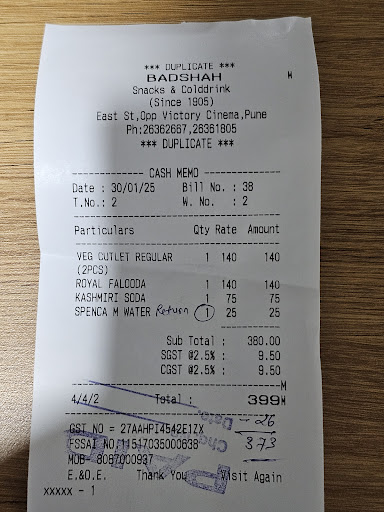 *** DUPLICATE ***
BADSHAH M
Snacks & Colddrink
(Since 1905)
East St,Opp Victory Cinema,Pune
Ph:26362667,26361805
*** DUPLICATE ***
CASH MEMO
Date : 30/01/25 Bill No. : 38
T.No.: 2 W. No. : 2
Particulars Qty Rate Amount
VEG CUTLET REGULAR 1 140 140
(2PCS)
ROYAL FALOODA 1 140 140
KASHMIRI SODA 1 75 75
SPENCA M WATER Return 1 25 25
Sub Total : 380.00
SGST @2.5% : 9.50
CGST @2.5% : 9.50
M
4/4/2 Total : 399M
- 26
GST NO = 27AAHPI4542E1ZX
FSSAI NO 11517035000638 373
MOB- 8087000937
E.&.O.E. Thank You Visit Again
XXXXX - 1
PAID